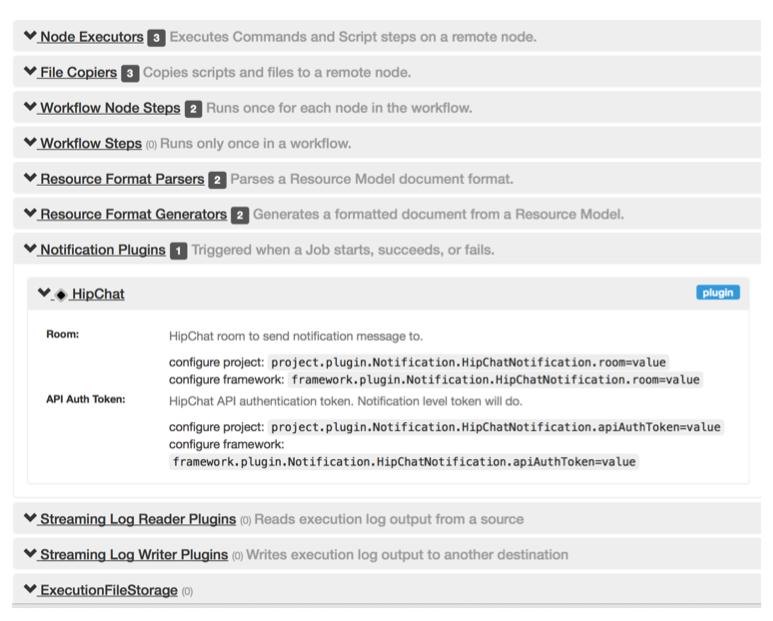 Node Executors 3 Executes Commands and Script steps on a remote node.
File Copiers 3 Copies scripts and files to a remote node.
Workflow Node Steps 2 Runs once for each node in the workflow.
Workflow Steps (0) Runs only once in a workflow.
Resource Format Parsers 2 Parses a Resource Model document format.
Resource Format Generators 2 Generates a formatted document from a Resource Model.
Notification Plugins 1 Triggered when a Job starts, succeeds, or fails.
HipChat plugin
Room: HipChat room to send notification message to.
configure project: project.plugin.Notification.HipChatNotification.room=value
configure framework: framework.plugin.Notification.HipChatNotification.room=value
API Auth Token: HipChat API authentication token. Notification level token will do.
configure project: project.plugin.Notification.HipChatNotification.apiAuthToken=value
configure framework:
framework.plugin.Notification.HipChatNotification.apiAuthToken=value
Streaming Log Reader Plugins (0) Reads execution log output from a source
Streaming Log Writer Plugins (0) Writes execution log output to another destination
ExecutionFileStorage (0)